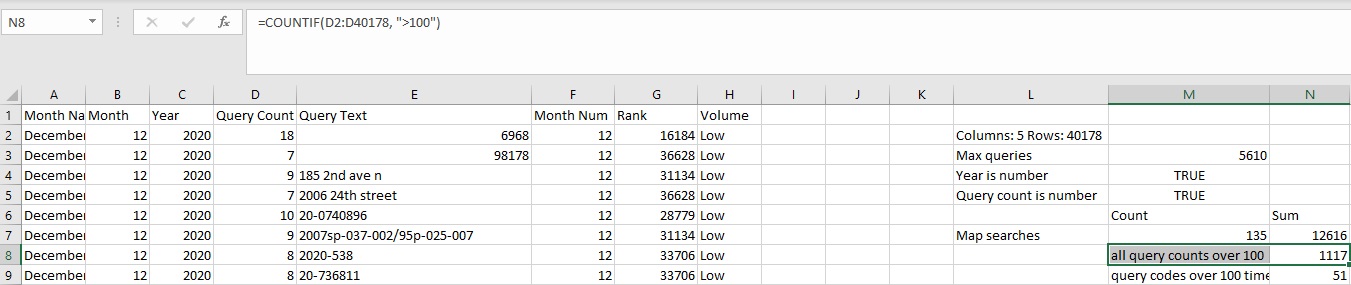 N8 fx =COUNTIF(D2:D40178, ">100")
A B C D E F G H I J K L M N
1 Month Na Month Year Query Count Query Text Month Num Rank Volume
2 December 12 2020 18 6968 12 16184 Low Columns: 5 Rows: 40178
3 December 12 2020 7 98178 12 36628 Low Max queries 5610
4 December 12 2020 9 185 2nd ave n 12 31134 Low Year is number TRUE
5 December 12 2020 7 2006 24th street 12 36628 Low Query count is number TRUE
6 December 12 2020 10 20-0740896 12 28779 Low Count Sum
7 December 12 2020 9 2007sp-037-002/95p-025-007 12 31134 Low Map searches 135 12616
8 December 12 2020 8 2020-538 12 33706 Low all query counts over 100 1117
9 December 12 2020 8 20-736811 12 33706 Low query codes over 100 time 51